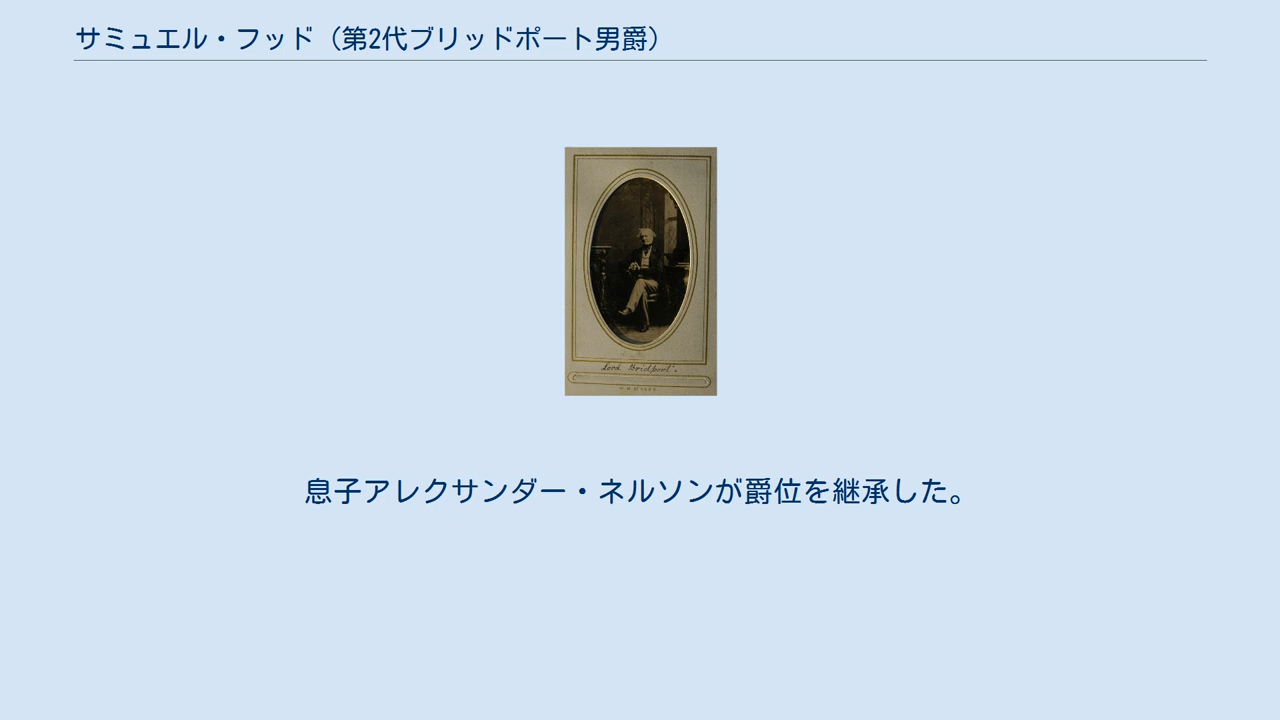 サミュエル・フッド（第2代ブリッドポート男爵）
Lord Bridport.
息子アレクサンダー・ネルソンが爵位を継承した。